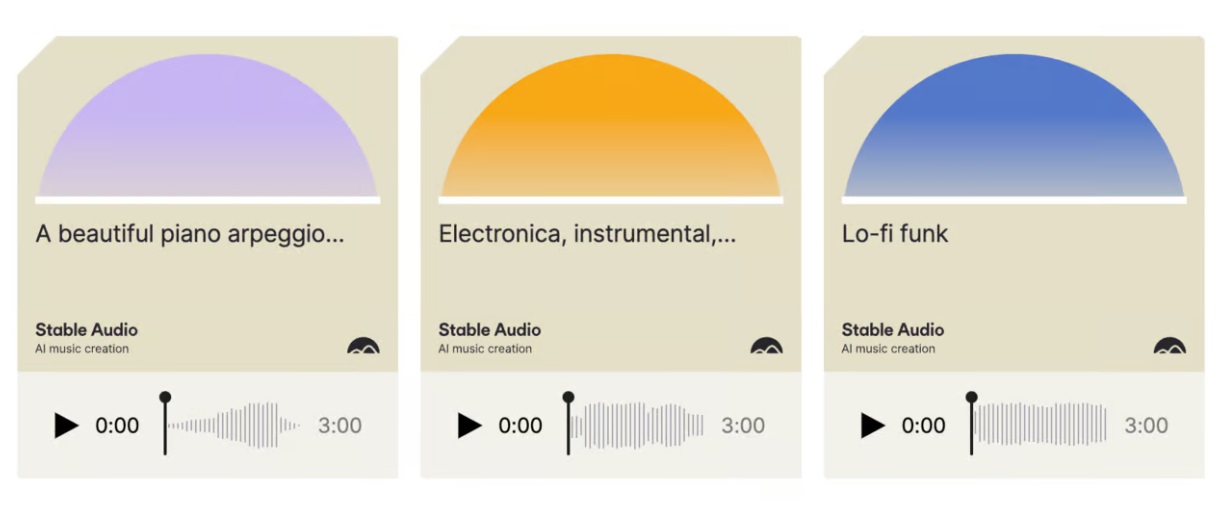 A beautiful piano arpeggio...
Stable Audio
AI music creation
0:00 3:00
Electronica, instrumental,...
Stable Audio
AI music creation
0:00 3:00
Lo-fi funk
Stable Audio
AI music creation
0:00 3:00